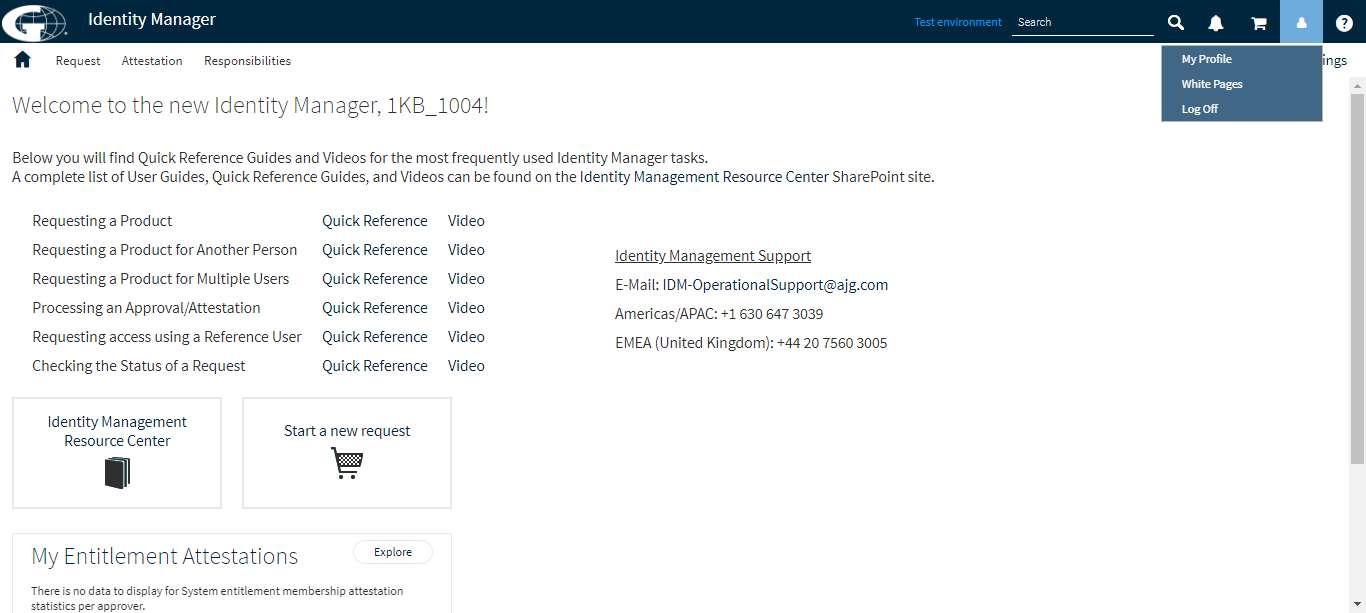 Identity Manager
Test environment
Search
Request Attestation Responsibilities
ings
My Profile
White Pages
Log Off
Welcome to the new Identity Manager, 1KB_1004!
Below you will find Quick Reference Guides and Videos for the most frequently used Identity Manager tasks.
A complete list of User Guides, Quick Reference Guides, and Videos can be found on the Identity Management Resource Center SharePoint site.
Requesting a Product Quick Reference Video
Requesting a Product for Another Person Quick Reference Video
Requesting a Product for Multiple Users Quick Reference Video
Processing an Approval/Attestation Quick Reference Video
Requesting access using a Reference User Quick Reference Video
Checking the Status of a Request Quick Reference Video
Identity Management Support
E-Mail: IDM-OperationalSupport@ajg.com
Americas/APAC: +1 630 647 3039
EMEA (United Kingdom): +44 20 7560 3005
Identity Management
Resource Center
Start a new request
My Entitlement Attestations
Explore
There is no data to display for System entitlement membership attestation
statistics per approver.